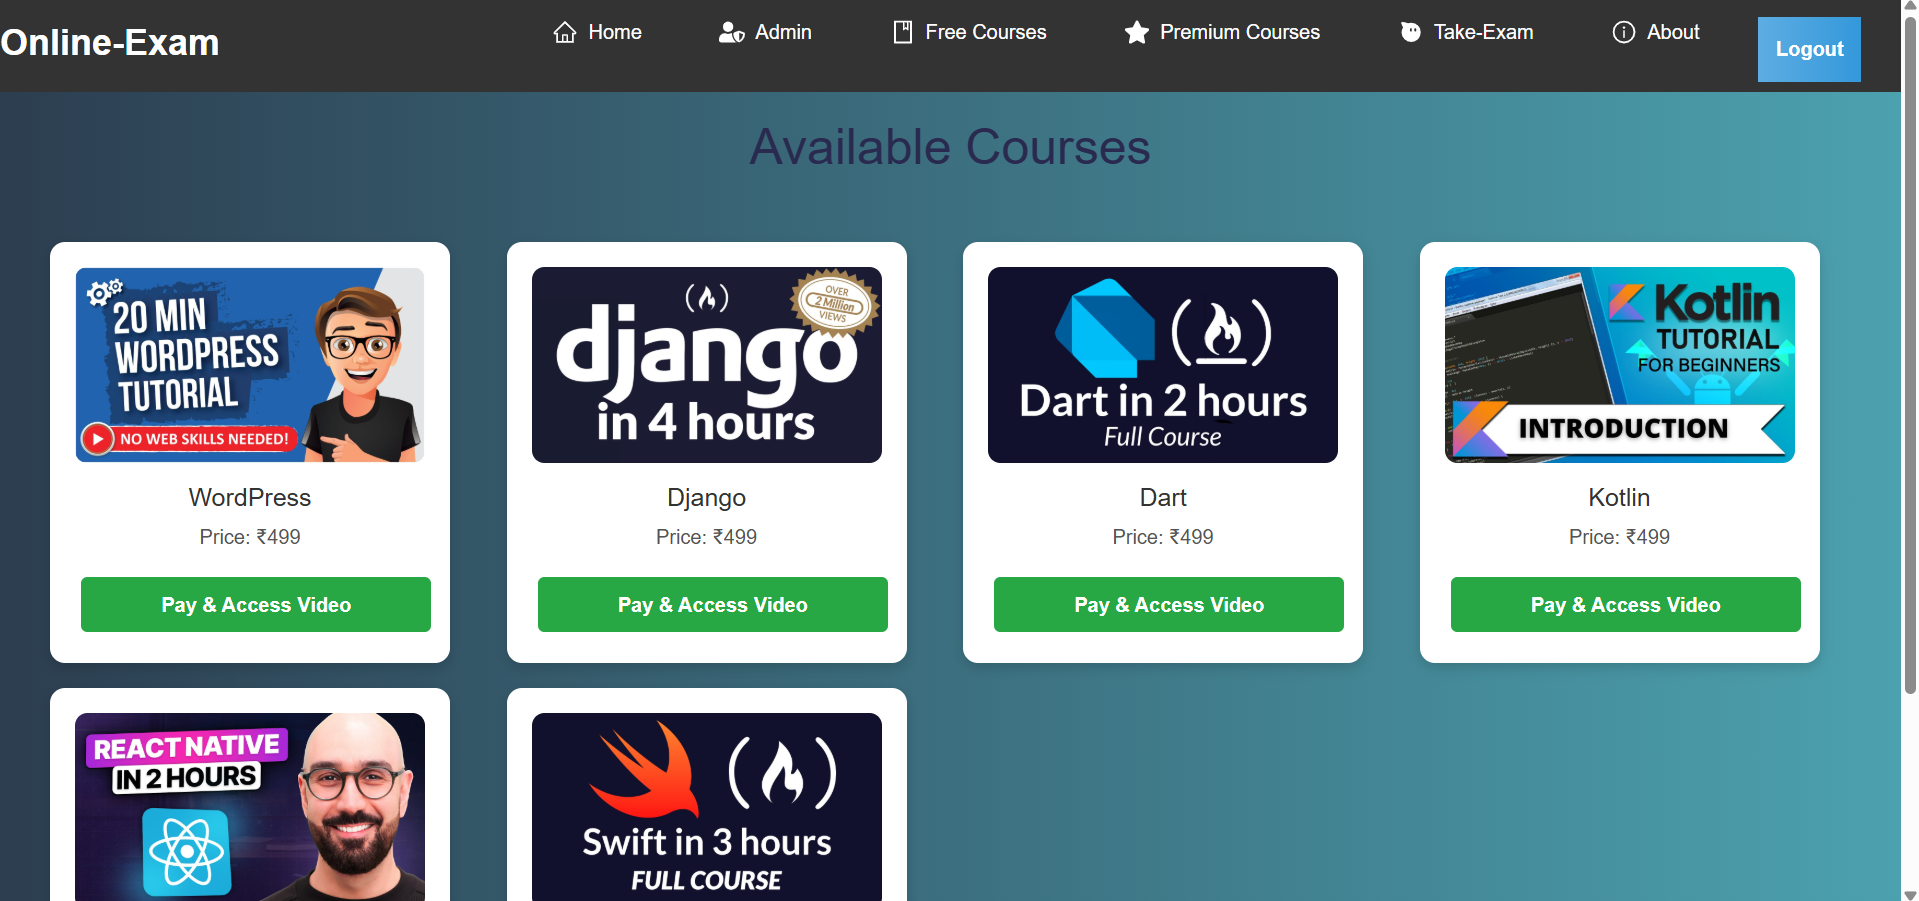 Online-Exam
Home
Admin
Free Courses
Premium Courses
Take-Exam
About
Logout
Available Courses
20 MIN
WORDPRESS
TUTORIAL
NO WEB SKILLS NEEDED!
WordPress
Price: ₹499
Pay & Access Video
OVER
2 Million
VIEWS
django
in 4 hours
Django
Price: ₹499
Pay & Access Video
Dart in 2 hours
Full Course
Dart
Price: ₹499
Pay & Access Video
Kotlin
TUTORIAL
FOR BEGINNERS
INTRODUCTION
Kotlin
Price: ₹499
Pay & Access Video
REACT NATIVE
IN 2 HOURS
Swift in 3 hours
FULL COURSE